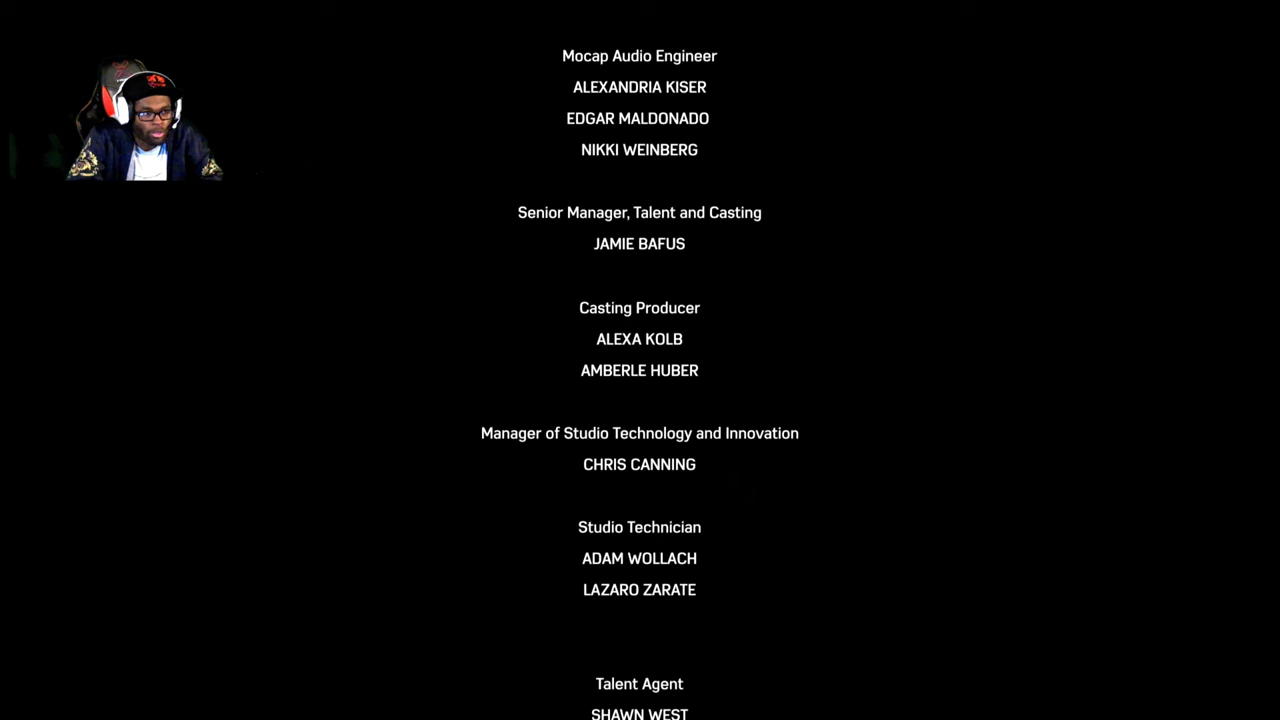 Mocap Audio Engineer
ALEXANDRIA KISER
EDGAR MALDONADO
NIKKI WEINBERG
Senior Manager, Talent and Casting
JAMIE BAFUS
Casting Producer
ALEXA KOLB
AMBERLE HUBER
Manager of Studio Technology and Innovation
CHRIS CANNING
Studio Technician
ADAM WOLLACH
LAZARO ZARATE
Talent Agent
SHAWN WEST